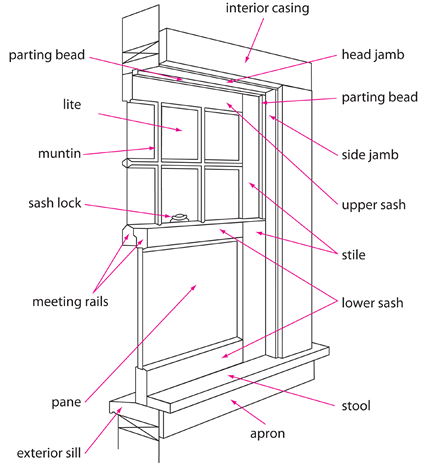 interior casing
parting bead
head jamb
parting bead
lite
muntin
side jamb
sash lock
upper sash
stile
meeting rails
lower sash
pane
stool
exterior sill
apron